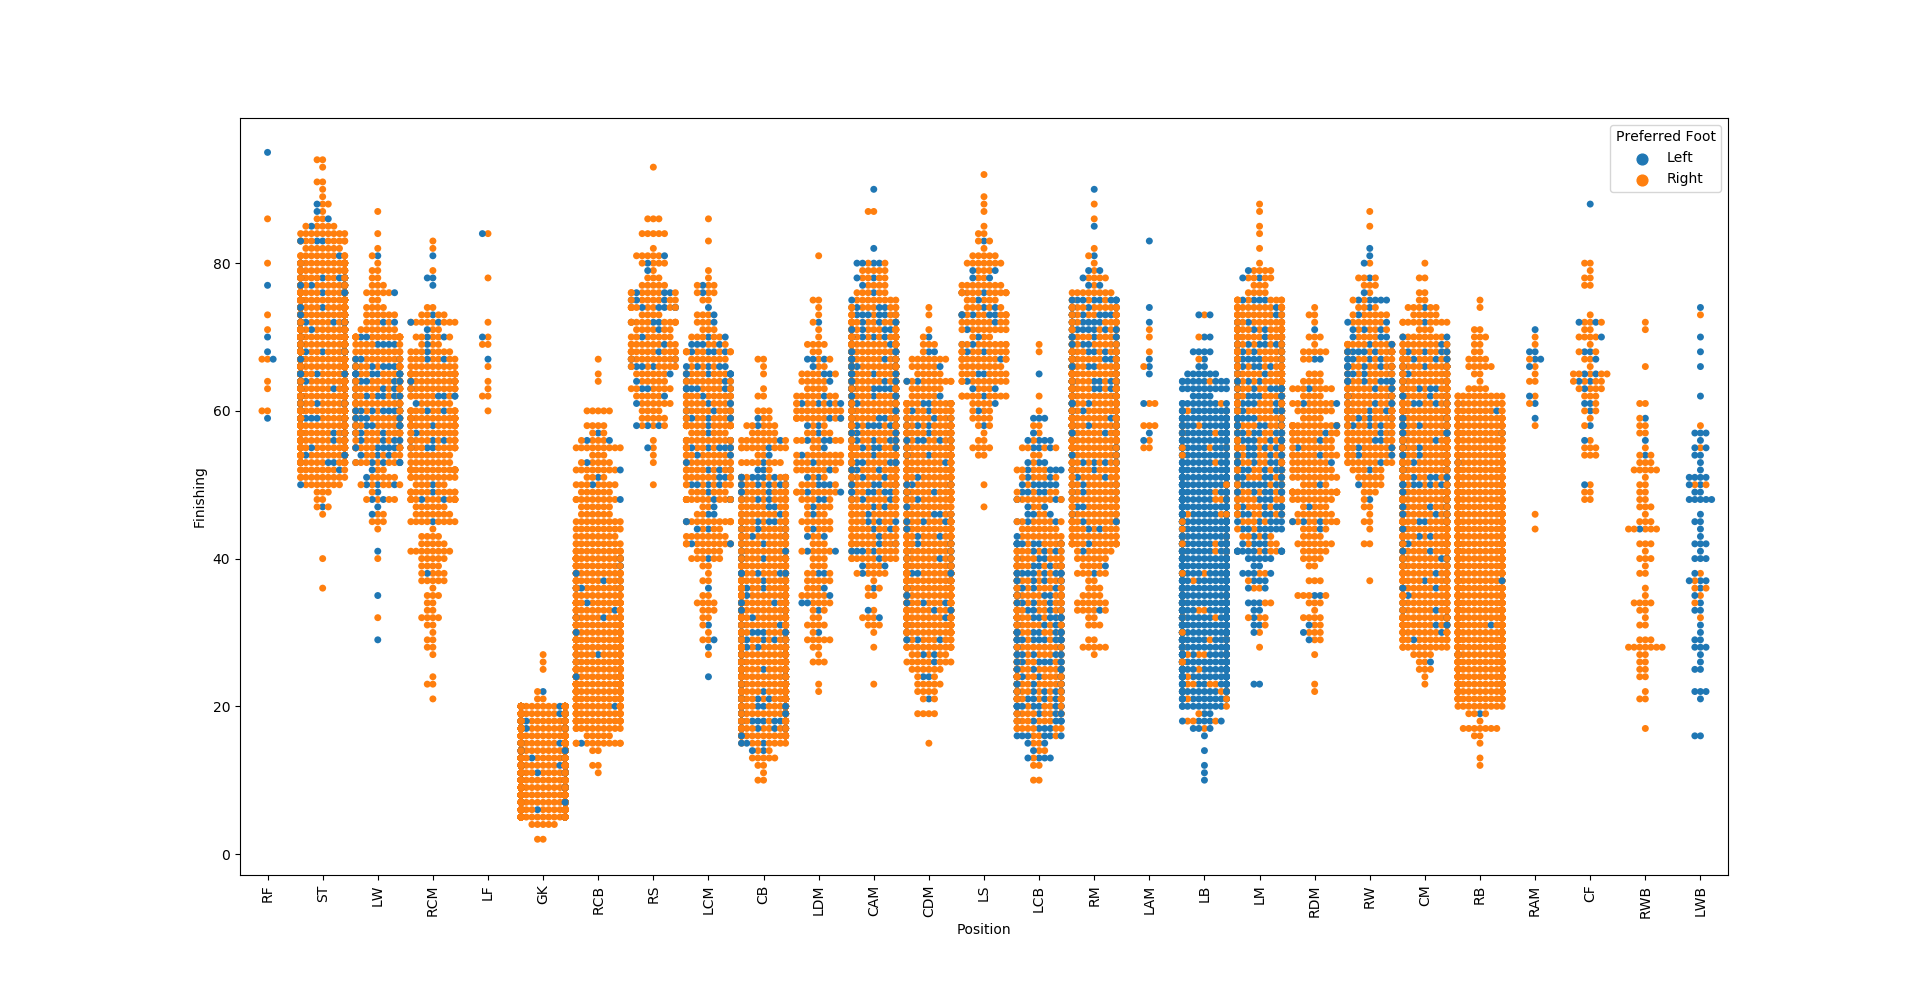 Preferred Foot
Left
Right
Finishing
80
60
40
20
0
RF
ST
LW
RCM
LF
GK
RCB
RS
LCM
CB
LDM
CAM
CDM
LS
LCB
RM
LAM
LB
LM
RDM
RW
CM
RB
RAM
CF
RWB
LWB
Position